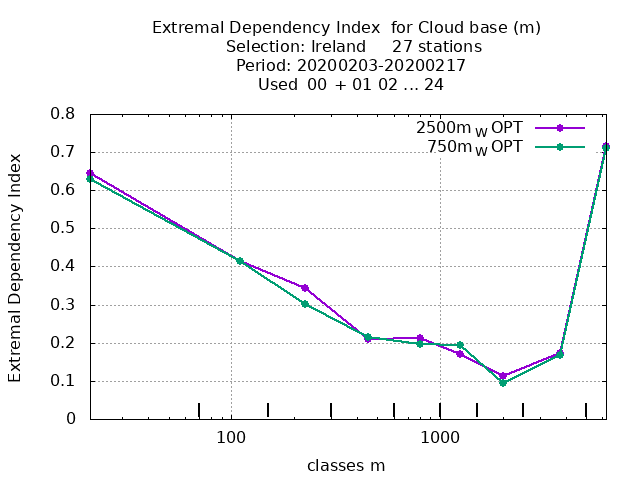 Extremal Dependency Index  for Cloud base (m)
Selection: Ireland     27 stations
Period: 20200203-20200217
Used  00  + 01 02 ... 24
2500m W OPT
750m W OPT
Extremal Dependency Index
0.8
0.7
0.6
0.5
0.4
0.3
0.2
0.1
0
100
1000
classes m